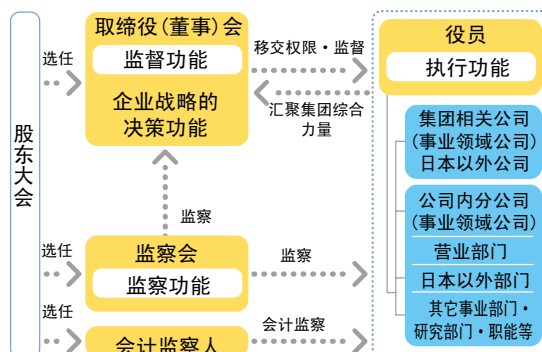 股东大会
选任
取缔役(董事)会
监督功能
企业战略的
决策功能
移交权限·监督
汇聚集团综合
力量
役员
执行功能
集团相关公司
(事业领域公司)
日本以外公司
公司内分公司
(事业领域公司)
营业部门
日本以外部门
其它事业部门·
研究部门·职能等
监察
选任
监察会
监察功能
监察
选任
会计监察人
会计监察